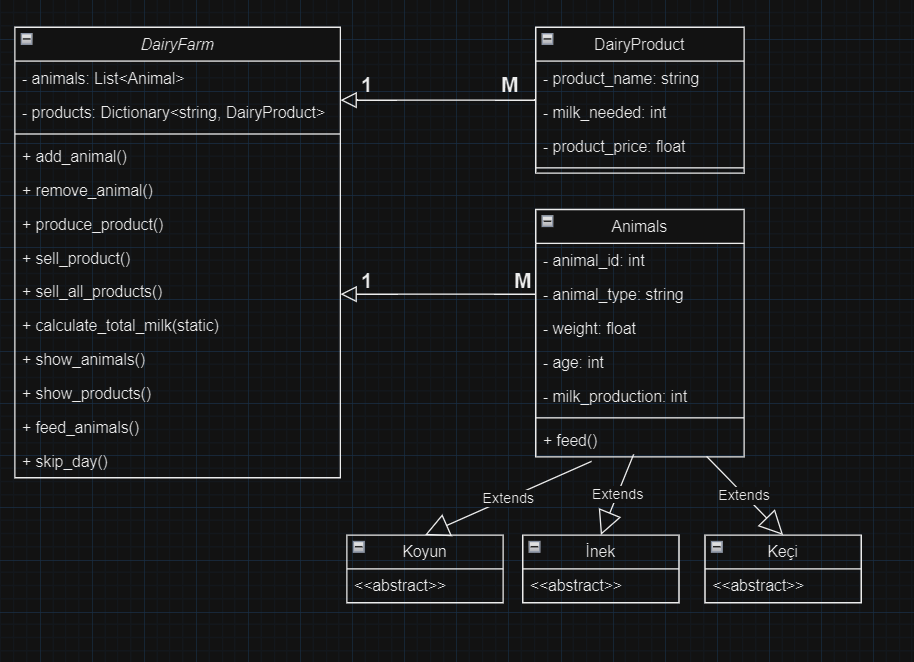 DairyFarm
- animals: List<Animal>
- products: Dictionary<string, DairyProduct>
+ add_animal()
+ remove_animal()
+ produce_product()
+ sell_product()
+ sell_all_products()
+ calculate_total_milk(static)
+ show_animals()
+ show_products()
+ feed_animals()
+ skip_day()
1
M
DairyProduct
- product_name: string
- milk_needed: int
- product_price: float
1
M
Animals
- animal_id: int
- animal_type: string
- weight: float
- age: int
- milk_production: int
+ feed()
Extends
Extends
Extends
Koyun
<<abstract>>
İnek
<<abstract>>
Keçi
<<abstract>>